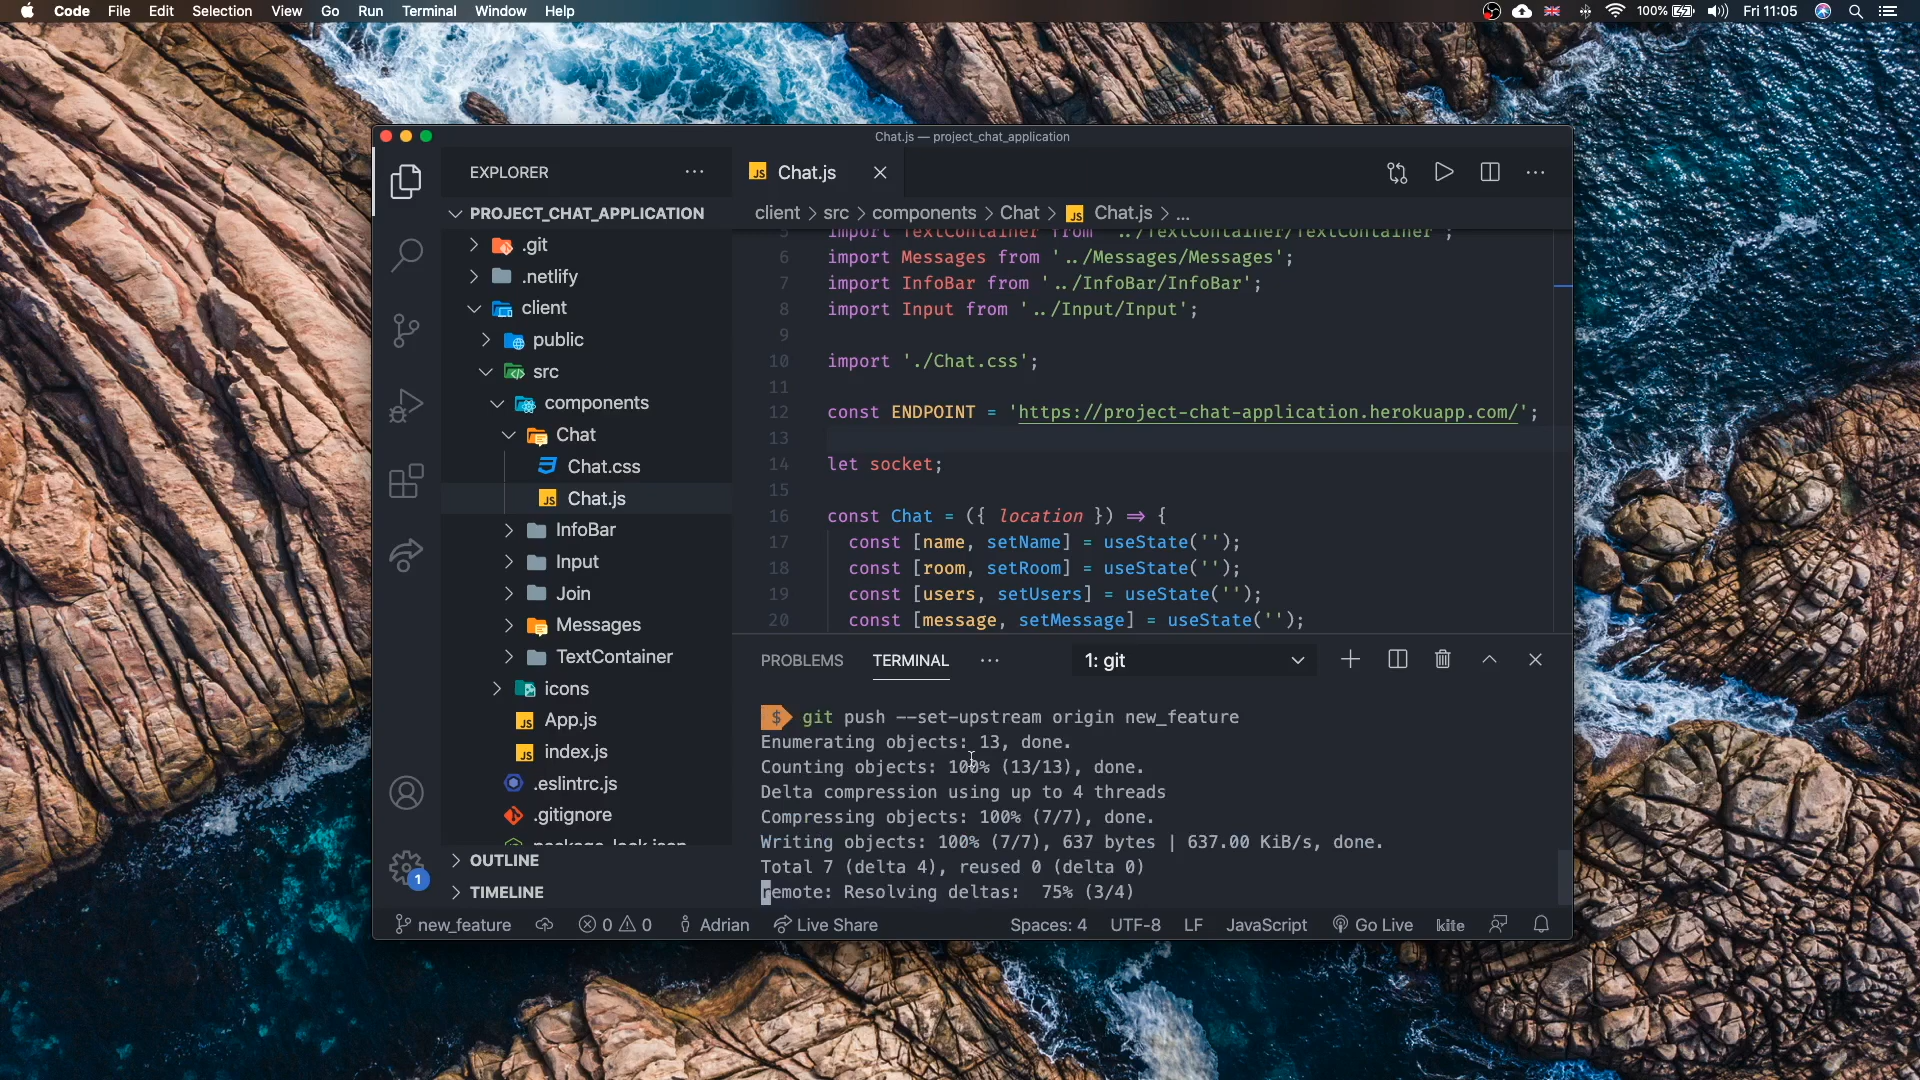 Code File Edit Selection View Go Run Terminal Window Help
100% Fri 11:05
Chat.js — project_chat_application
EXPLORER
PROJECT_CHAT_APPLICATION
.git
.netlify
client
public
src
components
Chat
Chat.css
Chat.js
InfoBar
Input
Join
Messages
TextContainer
icons
App.js
index.js
.eslintrc.js
.gitignore
OUTLINE
TIMELINE
1
Chat.js
client > src > components > Chat > Chat.js > ...
5 import TextContainer from '../TextContainer/TextContainer';
6 import Messages from '../Messages/Messages';
7 import InfoBar from '../InfoBar/InfoBar';
8 import Input from '../Input/Input';
9
10 import './Chat.css';
11
12 const ENDPOINT = 'https://project-chat-application.herokuapp.com/';
13
14 let socket;
15
16 const Chat = ({ location }) => {
17 const [name, setName] = useState('');
18 const [room, setRoom] = useState('');
19 const [users, setUsers] = useState('');
20 const [message, setMessage] = useState('');
PROBLEMS TERMINAL ··· 1: git
$ git push --set-upstream origin new_feature
Enumerating objects: 13, done.
Counting objects: 100% (13/13), done.
Delta compression using up to 4 threads
Compressing objects: 100% (7/7), done.
Writing objects: 100% (7/7), 637 bytes | 637.00 KiB/s, done.
Total 7 (delta 4), reused 0 (delta 0)
remote: Resolving deltas: 75% (3/4)
new_feature 0 0 Adrian Live Share Spaces: 4 UTF-8 LF JavaScript Go Live kite